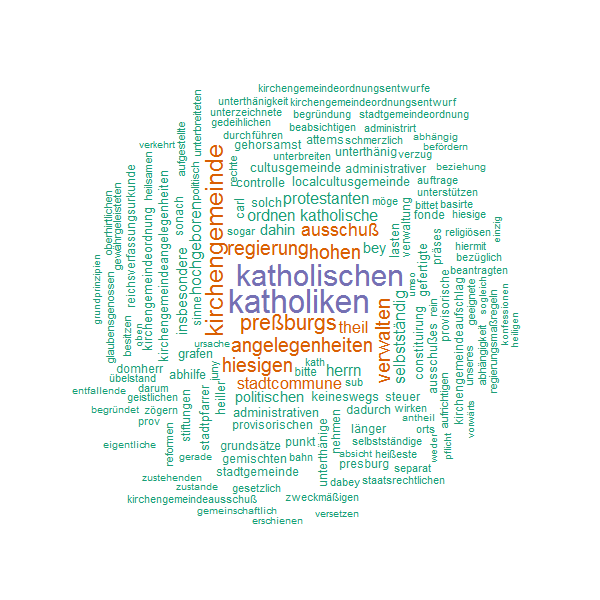 kirchengemeindeordnungsentwurfe
unterthänigkeit kirchengemeindeordnungsentwurf
unterzeichnete begründung stadtgemeindeordnung
gedeihlichen beabsichtigen administrirt
durchführen attems schmerzlich abhängig
verkehrt gehorsamst unterthänig verzug befördern
aufgestellte
unterbreiteten
cultusgemeinde administrativer beziehung
rechte unterbreiten auftrage
controlle localcultusgemeinde unterstützen
heilsamen
politisch
carl solch protestanten möge bittet basirte
ordnen katholische fonde hiesige
sogar dahin ausschuß
lasten
verwaltung
religiösen
einzig
regierung hohen bey hiermit
präses
bezüglich
gefertigte
beantragten
kirchengemeinde
hochgeboren
sonach
sinne
insbesondere
kirchengemeindeangelegenheiten
kirchengemeindeordnung
reichsverfassungsurkunde
gewährgeleisteten
oberhirtlichen
glaubensgenossen
grundprinzipien
besitzen
oben
katholischen
katholiken
umso
provisorische
sogleich
konfessionen
heiligen
preßburgs theil
verwalten
selbstständig
constituirung
ausschußes
rein
kirchengemeindeaufschlag
geeignete
regierungsmaßregeln
abhängigkeit
unseres
vorwärts
ursache angelegenheiten
grafen
kath
domherr abhilfe
juny
hiesigen bitte herrn
übelstand stadtcommune sub
entfallende darum
geistlichen
stiftungen
stadtpfarrer
heiller
politischen keineswegs steuer
antheil
aufrichtigen
begründet zögern administrativen dadurch wirken
prov provisorischen länger orts
weder
pflicht
eigentliche
reformen
grundsätze punkt
unterthänige
nehmen
selbstständige
gerade gemischten bahn absicht heißeste
stadtgemeinde presburg separat
zustehenden dabey staatsrechtlichen
zustande gesetzlich zweckmäßigen
kirchengemeindeausschuß
gemeinschaftlich versetzen
erschienen